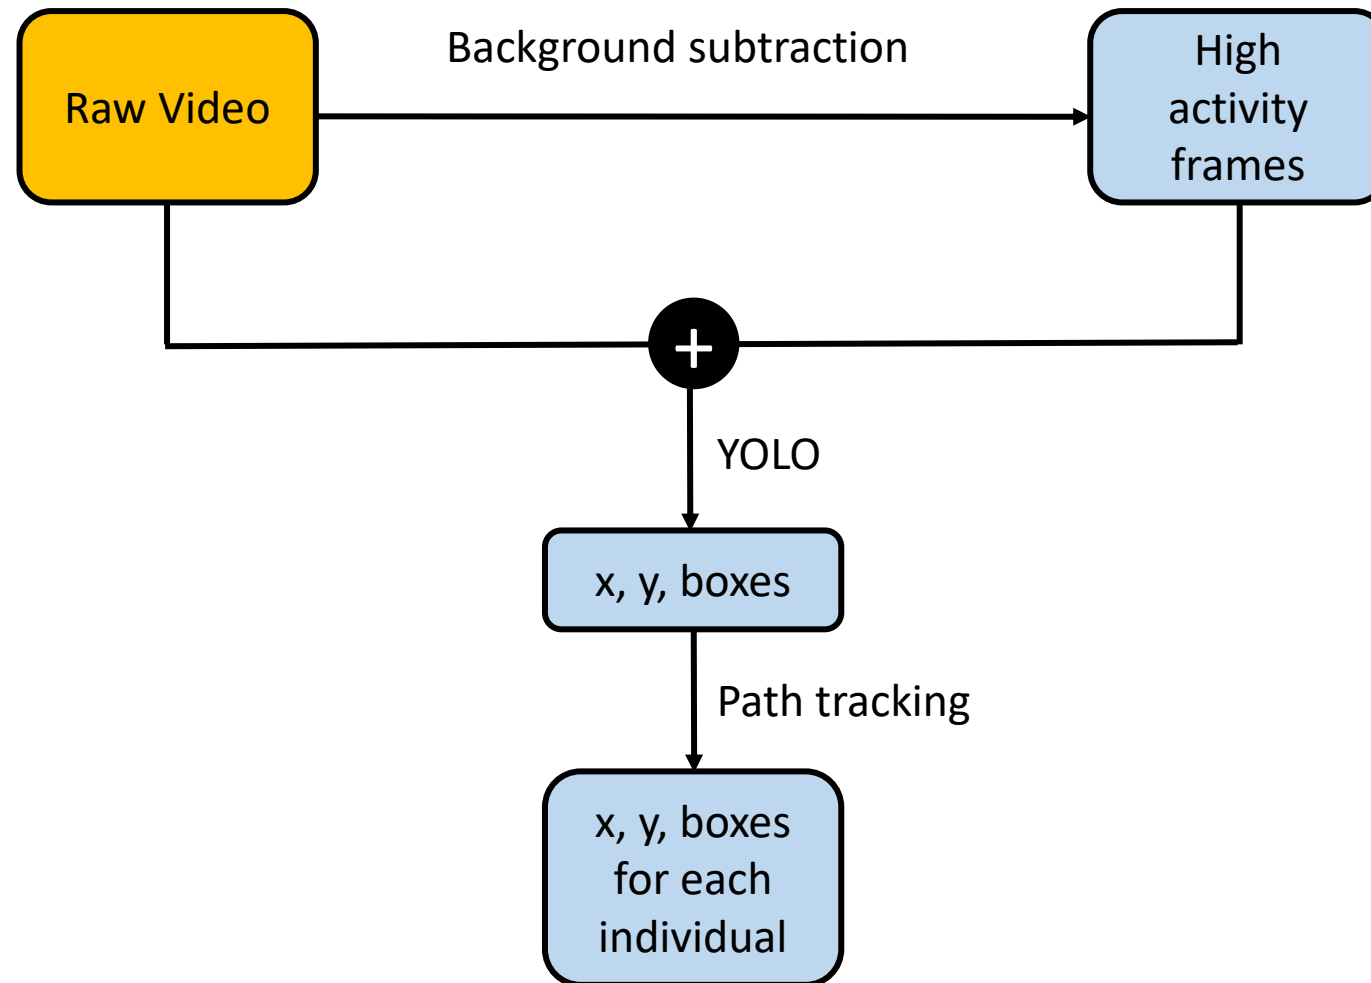 Raw Video
Background subtraction
High
activity
frames
+
YOLO
x, y, boxes
Path tracking
x, y, boxes
for each
individual